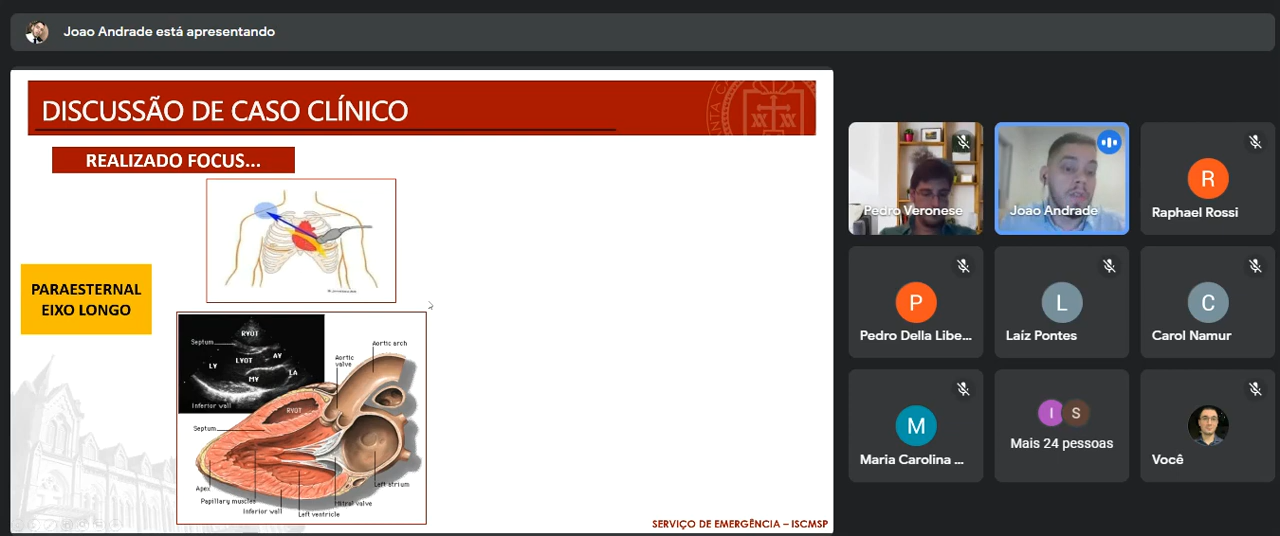 Joao Andrade está apresentando
DISCUSSÃO DE CASO CLÍNICO
REALIZADO FOCUS...
PARAESTERNAL
EIXO LONGO
RVOT
Septum
LVOT
AV
LV
LA
MV
Inferior wall
Aortic arch
Aortic
valve
RVOT
Septum
Apex
Papillary muscles
Inferior wall
Left ventricle
Mitral valve
Left atrium
SERVIÇO DE EMERGÊNCIA – ISCMSP
Pedro Veronese
Joao Andrade
R
Raphael Rossi
P
Pedro Della Libe...
L
Laiz Pontes
C
Carol Namur
M
Maria Carolina ...
I
S
Mais 24 pessoas
Você